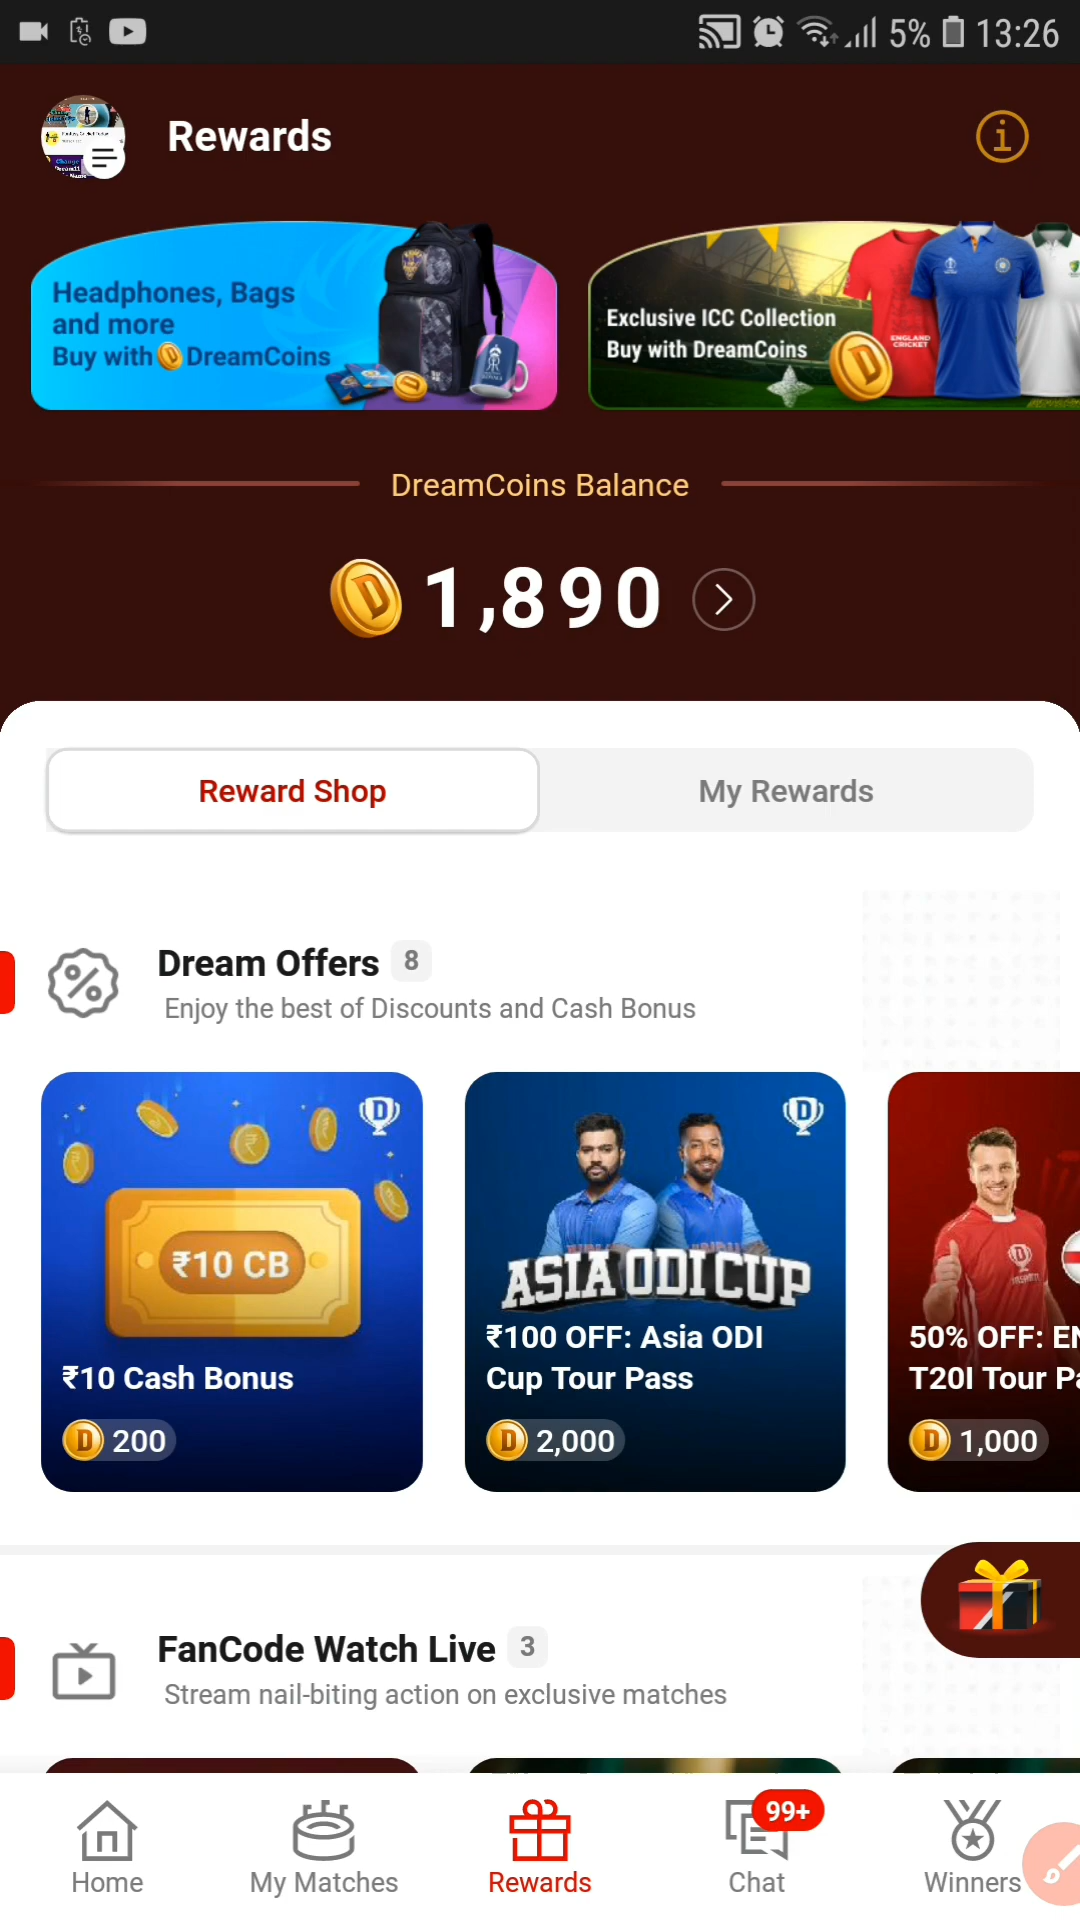 5% 13:26
Rewards
Headphones, Bags
and more
Buy with DreamCoins
Exclusive ICC Collection
Buy with DreamCoins
ENGLAND
CRICKET
DreamCoins Balance
1,890
Reward Shop
My Rewards
Dream Offers 8
Enjoy the best of Discounts and Cash Bonus
₹10 CB
₹10 Cash Bonus
200
ASIA ODI CUP
₹100 OFF: Asia ODI
Cup Tour Pass
2,000
50% OFF:
T20I Tour
1,000
FanCode Watch Live 3
Stream nail-biting action on exclusive matches
99+
Home
My Matches
Rewards
Chat
Winners